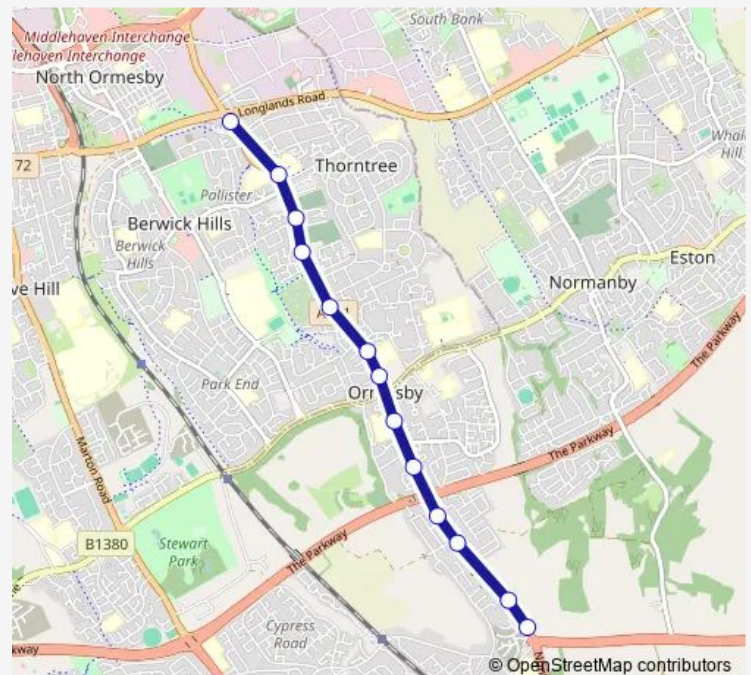 South Bank
Middlehaven Interchange
lehaven Interchange
North Ormesby
Longlands Road
72
Thorntree
Whale
Hill
Pallister
Berwick Hills
Berwick
Hills
Eston
ve Hill
Normanby
The Parkway
Park End
The Parkway
Marton Road
B1380
Stewart
Park
The Parkway
Cypress
Road
kway
© OpenStreetMap contributors